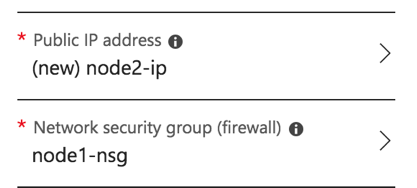 * Public IP address
(new) node2-ip
* Network security group (firewall)
node1-nsg